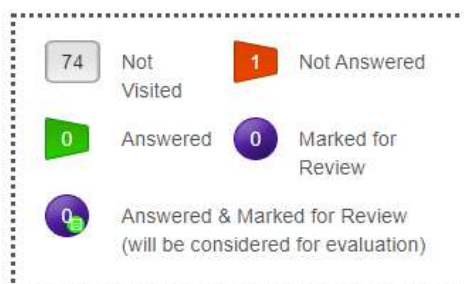 74 Not Visited
1 Not Answered
0 Answered
0 Marked for Review
0 Answered & Marked for Review
(will be considered for evaluation)